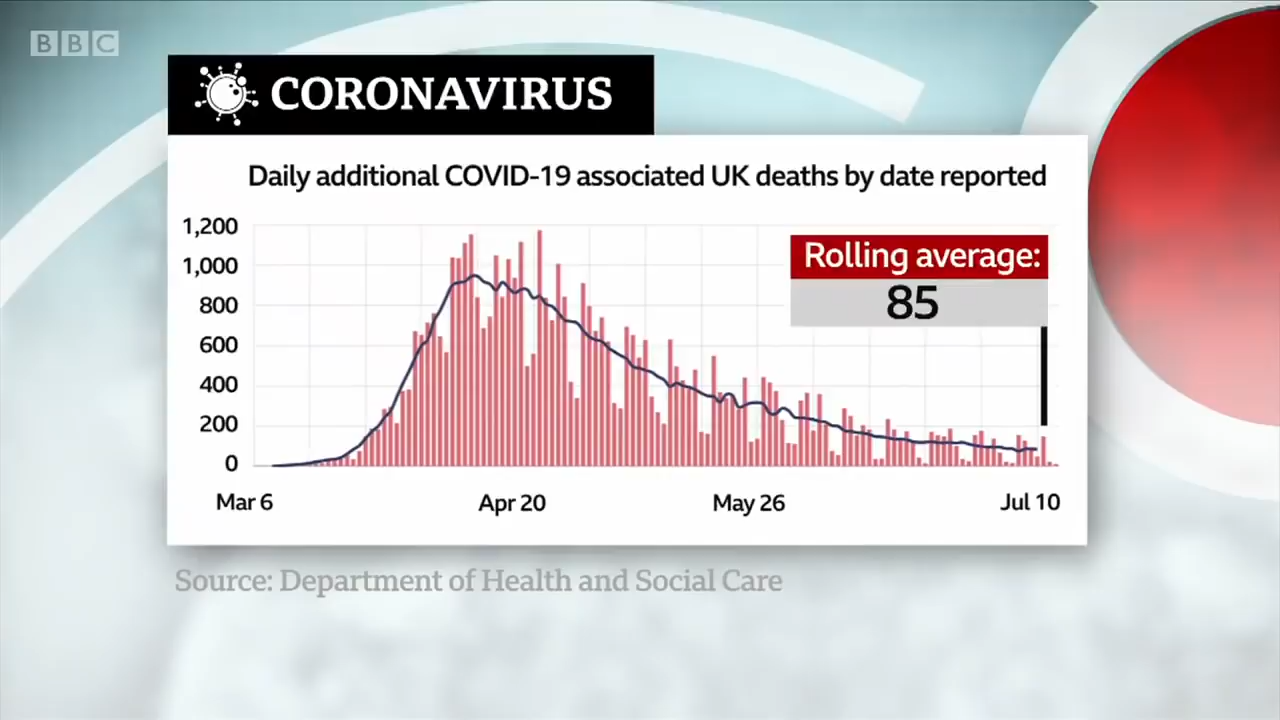 BBC
CORONAVIRUS
Daily additional COVID-19 associated UK deaths by date reported
1,200
1,000
800
600
400
200
0
Rolling average:
85
Mar 6 Apr 20 May 26 Jul 10
Source: Department of Health and Social Care